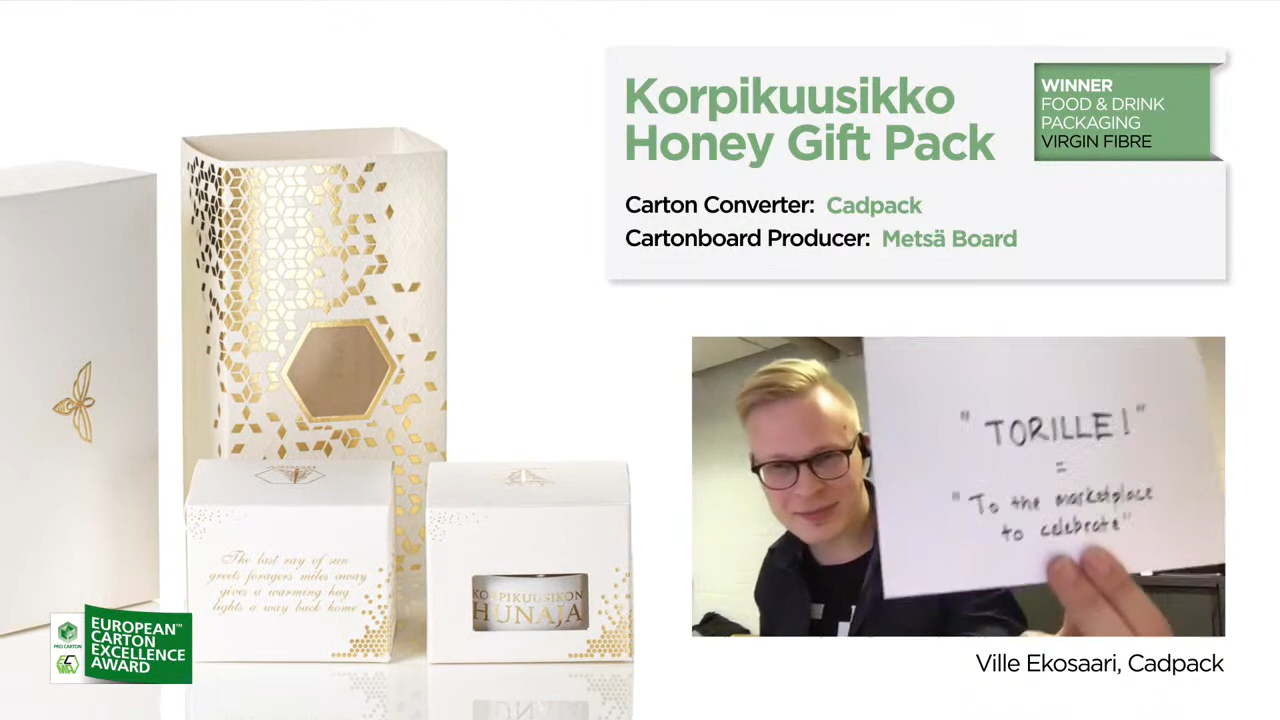 Korpikuusikko
Honey Gift Pack
WINNER
FOOD & DRINK
PACKAGING
VIRGIN FIBRE
Carton Converter: Cadpack
Cartonboard Producer: Metsä Board
"TORILLE!"
=
"To the marketplace
to celebrate"
The last ray of sun
greets foragers miles away
gives a warming hug
lights a way back home
KORPIKUUSIKON
HUNAJA
PRO CARTON
EUROPEAN™
CARTON
EXCELLENCE
AWARD
Ville Ekosaari, Cadpack